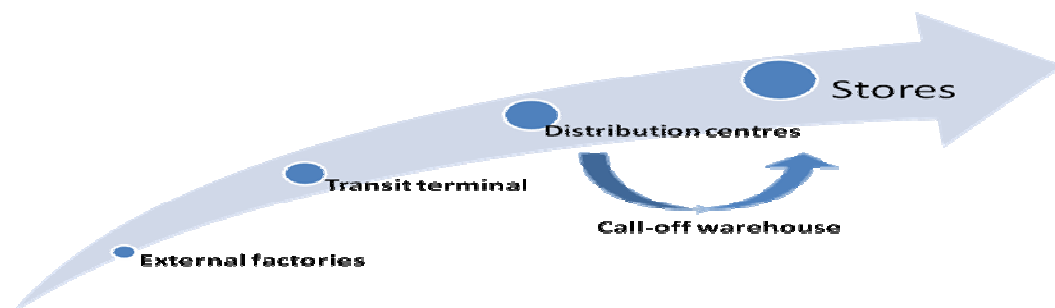 Stores
Distribution centres
Transit terminal
Call-off warehouse
External factories